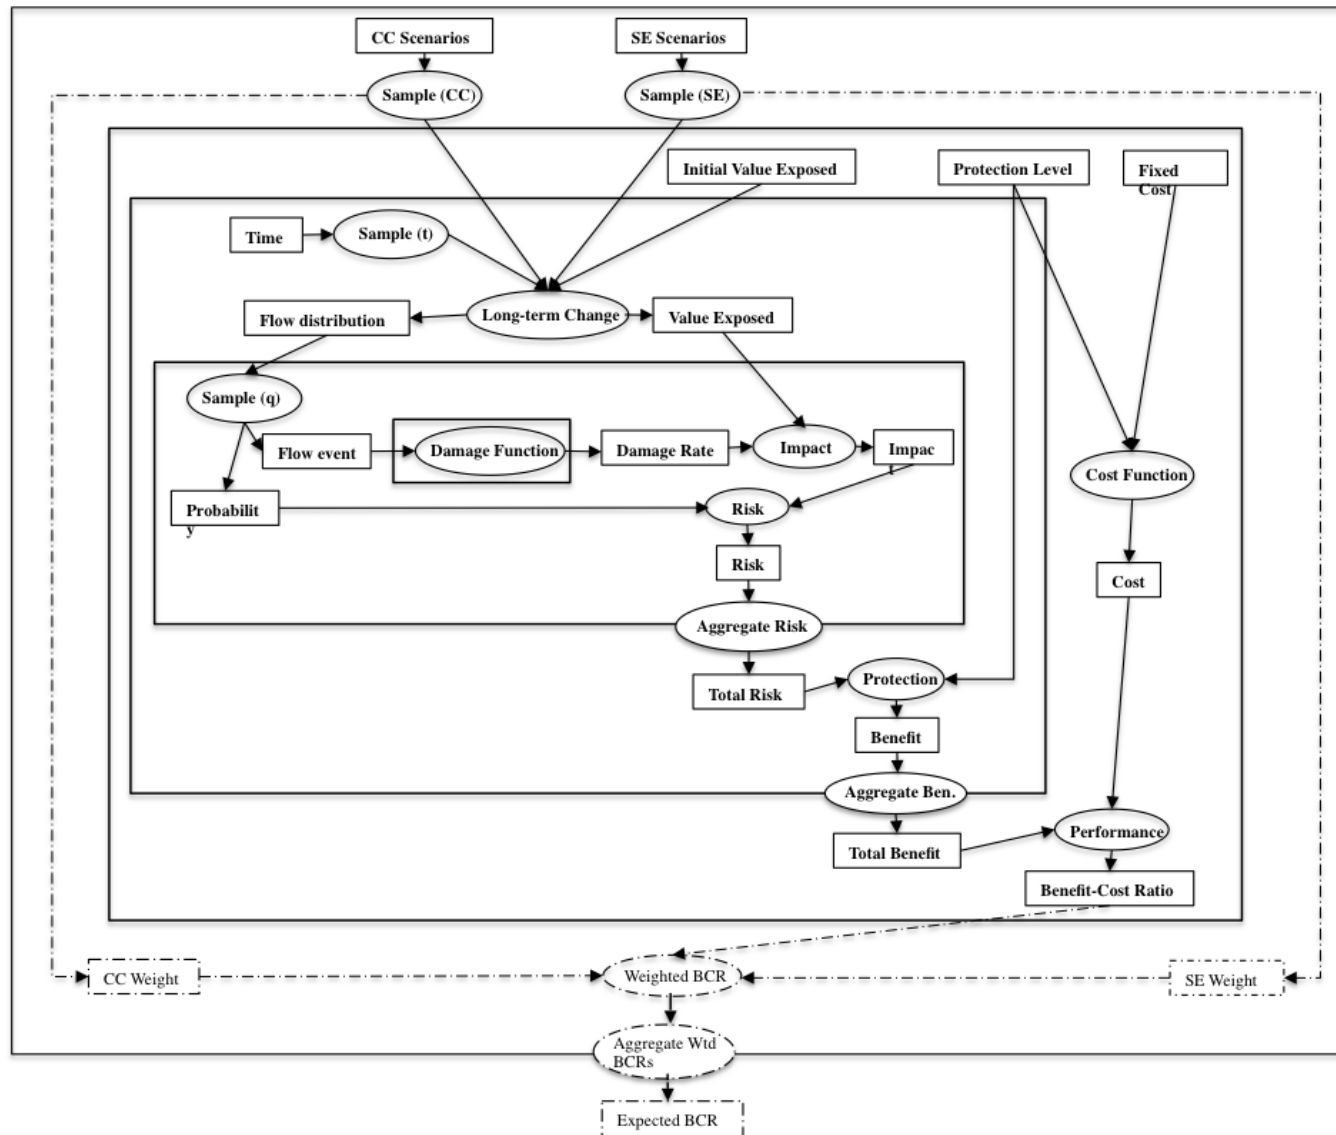 CC Scenarios
SE Scenarios
Sample (CC)
Sample (SE)
Initial Value Exposed
Protection Level
Fixed
Cost
Time
Sample (t)
Flow distribution
Long-term Change
Value Exposed
Sample (q)
Flow event
Damage Function
Damage Rate
Impact
Impac
t
Probabilit
y
Risk
Cost Function
Risk
Cost
Aggregate Risk
Total Risk
Protection
Benefit
Aggregate Ben.
Total Benefit
Performance
Benefit-Cost Ratio
CC Weight
Weighted BCR
SE Weight
Aggregate Wtd
BCRs
Expected BCR